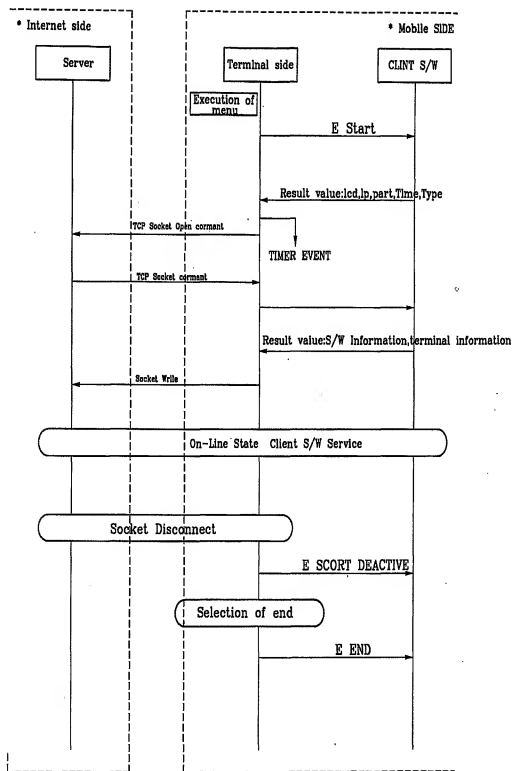 * Internet side
* Mobile SIDE
Server
Terminal side
CLINT S/W
Execution of
menu
E Start
Result value:lcd,lp,part,Time,Type
TCP Socket Open cormant
TIMER EVENT
TCP Socket cormant
Result value:S/W Information,terminal information
Socket Write
On-Line State Client S/W Service
Socket Disconnect
E SCORT DEACTIVE
Selection of end
E END